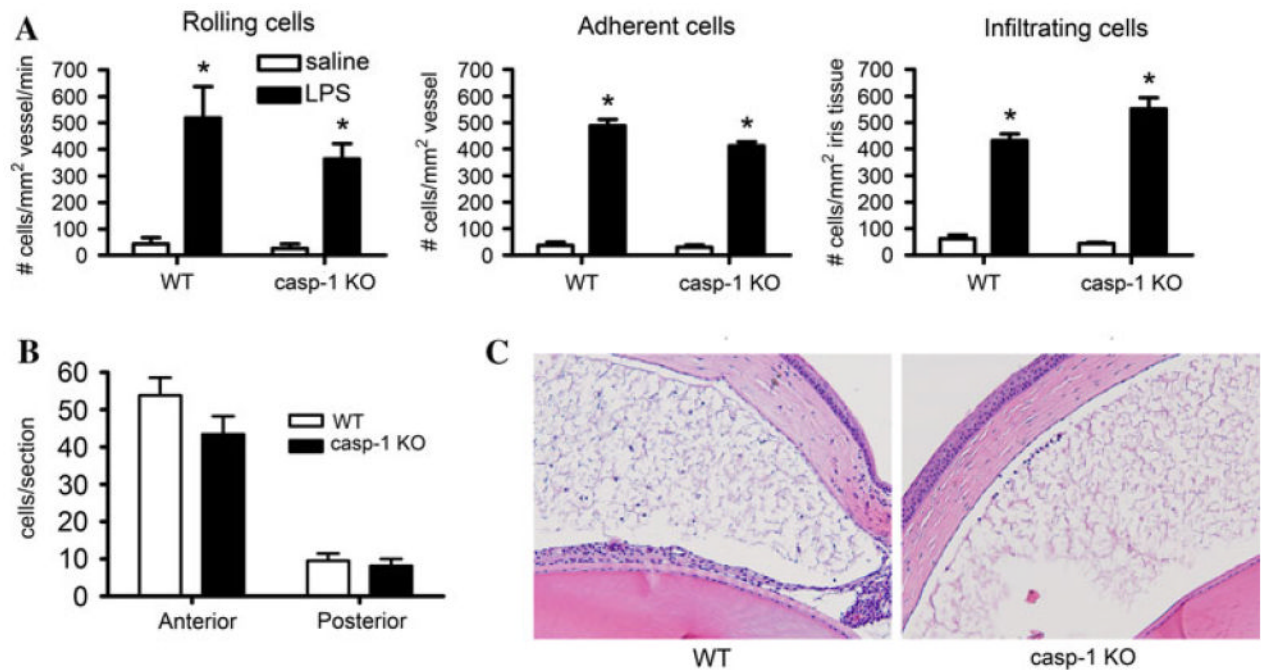 A
Rolling cells
Adherent cells
Infiltrating cells
saline
LPS
# cells/mm² vessel/min
700
600
500
400
300
200
100
0
*
*
WT
casp-1 KO
# cells/mm² vessel
700
600
500
400
300
200
100
0
*
*
WT
casp-1 KO
# cells/mm² iris tissue
700
600
500
400
300
200
100
0
*
*
WT
casp-1 KO
B
cells/section
60
50
40
30
20
10
0
WT
casp-1 KO
Anterior
Posterior
C
WT
casp-1 KO